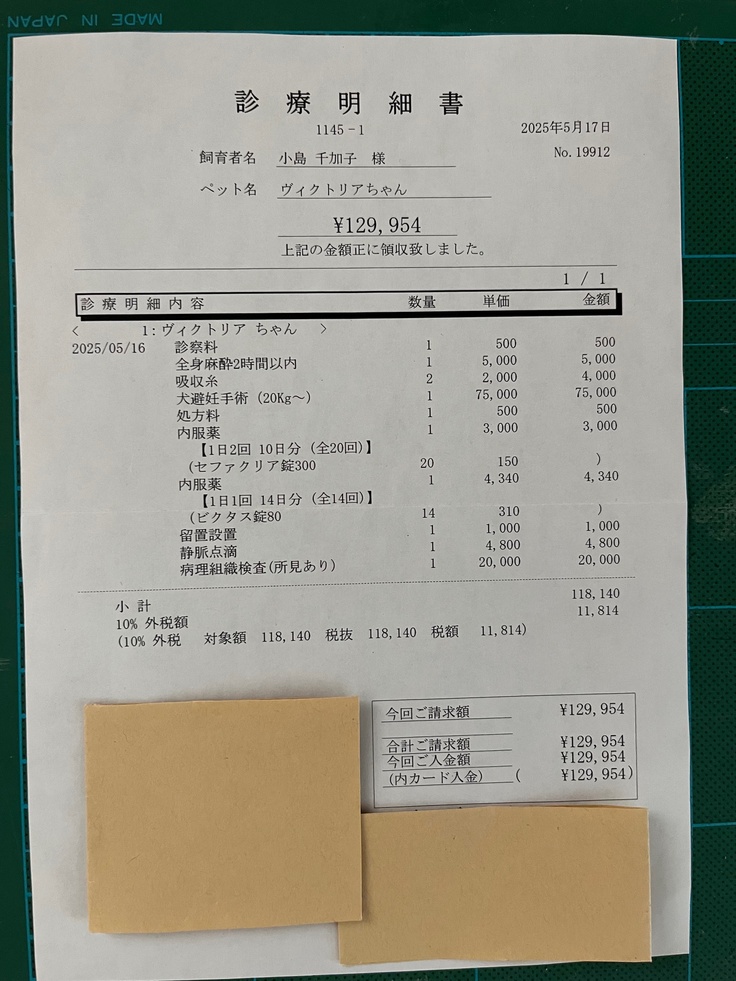 MADE IN JAPAN
診療明細書
1145-1
2025年5月17日
飼育者名 小島 千加子 様
No.19912
ペット名 ヴィクトリアちゃん
¥129,954
上記の金額正に領収致しました。
1 / 1
診療明細内容 数量 単価 金額
< 1:ヴィクトリア ちゃん >
2025/05/16 診察料 1 500 500
全身麻酔2時間以内 1 5,000 5,000
吸収糸 2 2,000 4,000
犬避妊手術（20Kg～） 1 75,000 75,000
処方料 1 500 500
内服薬 1 3,000 3,000
【1日2回 10日分（全20回)】
(セファクリア錠300 20 150 )
内服薬 1 4,340 4,340
【1日1回 14日分（全14回)】
(ビクタス錠80 14 310 )
留置設置 1 1,000 1,000
静脈点滴 1 4,800 4,800
病理組織検査(所見あり) 1 20,000 20,000
小 計 118,140
10% 外税額 11,814
(10% 外税 対象額 118,140 税抜 118,140 税額 11,814)
今回ご請求額 ¥129,954
合計ご請求額 ¥129,954
今回ご入金額 ¥129,954
(内カード入金) ( ¥129,954)